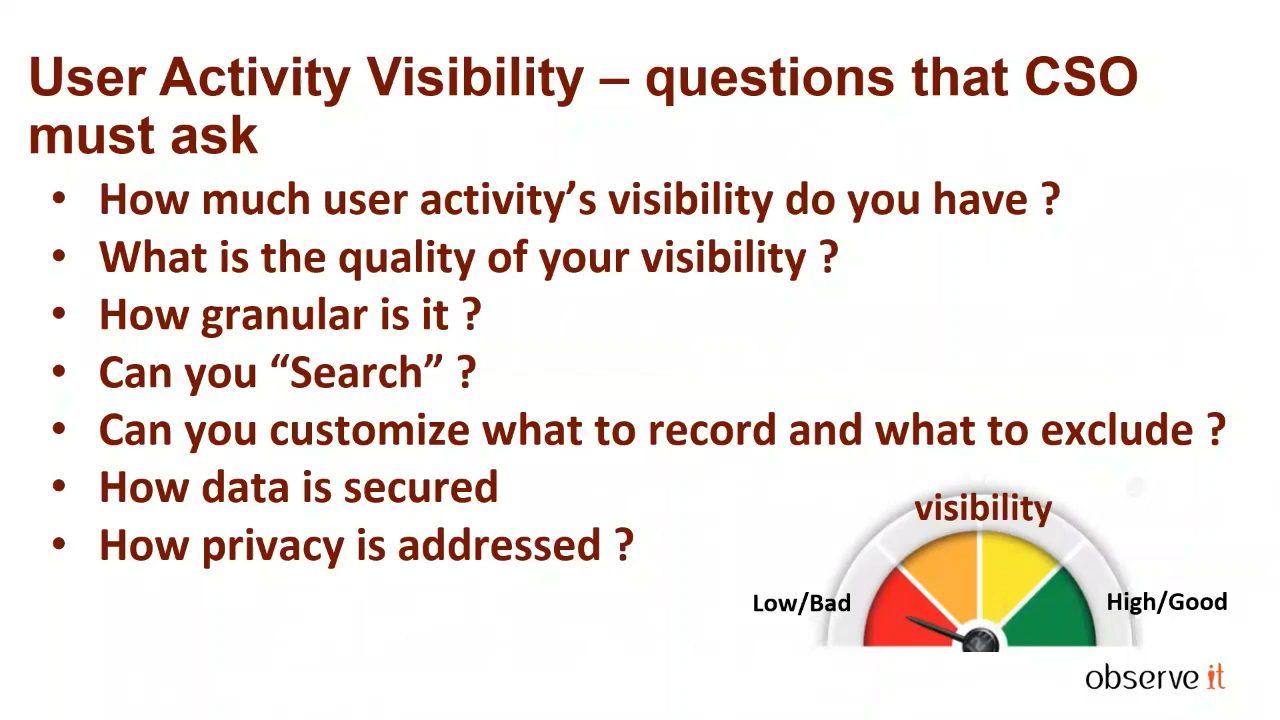 User Activity Visibility – questions that CSO
must ask
• How much user activity’s visibility do you have ?
• What is the quality of your visibility ?
• How granular is it ?
• Can you “Search” ?
• Can you customize what to record and what to exclude ?
• How data is secured
• How privacy is addressed ?
visibility
Low/Bad
High/Good
observe it